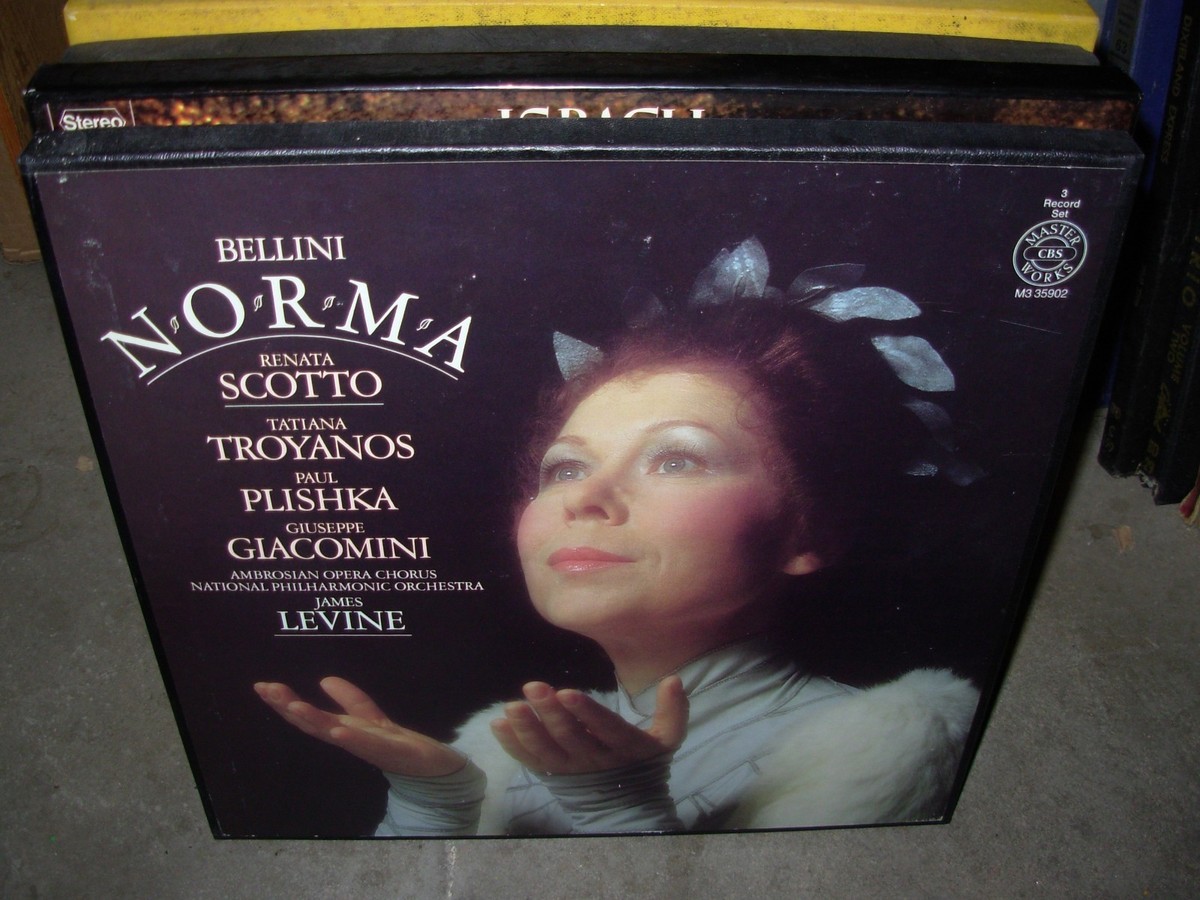 Stereo
J.S. BACH
BELLINI
N·O·R·M·A
RENATA
SCOTTO
TATIANA
TROYANOS
PAUL
PLISHKA
GIUSEPPE
GIACOMINI
AMBROSIAN OPERA CHORUS
NATIONAL PHILHARMONIC ORCHESTRA
JAMES
LEVINE
3
Record
Set
MASTER
CBS
WORKS
M3 35902